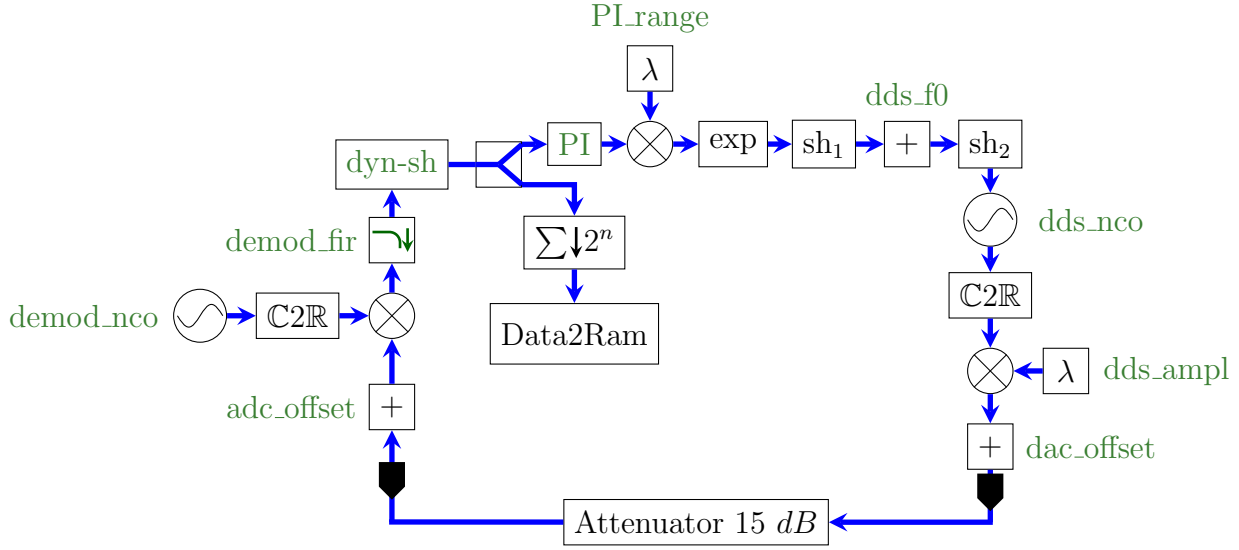 PI_range
λ
dds_f0
dyn-sh
PI
exp
sh₁
+
sh₂
demod_fir
∑↓2ⁿ
dds_nco
demod_nco
ℂ2ℝ
Data2Ram
ℂ2ℝ
λ
dds_ampl
adc_offset
+
+
dac_offset
Attenuator 15 dB